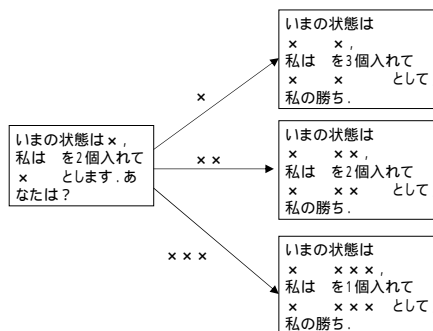 いまの状態は×,
私は を2個入れて
× とします.あ
なたは？
×
××
×××
いまの状態は
× ×,
私は を3個入れて
× × として
私の勝ち.
いまの状態は
× ××,
私は を2個入れて
× ×× として
私の勝ち.
いまの状態は
× ×××,
私は を1個入れて
× ××× として
私の勝ち.